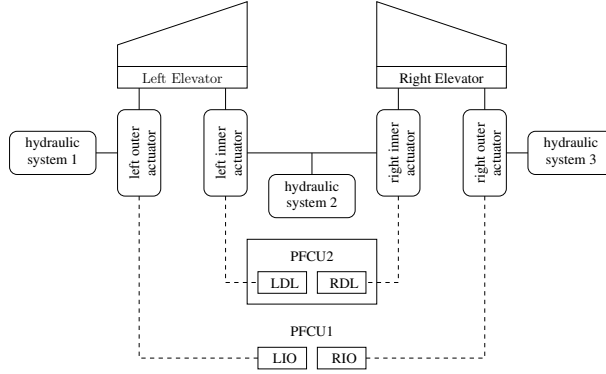 Left Elevator
Right Elevator
hydraulic
system 1
left outer
actuator
left inner
actuator
hydraulic
system 2
right inner
actuator
right outer
actuator
hydraulic
system 3
PFCU2
LDL
RDL
PFCU1
LIO
RIO